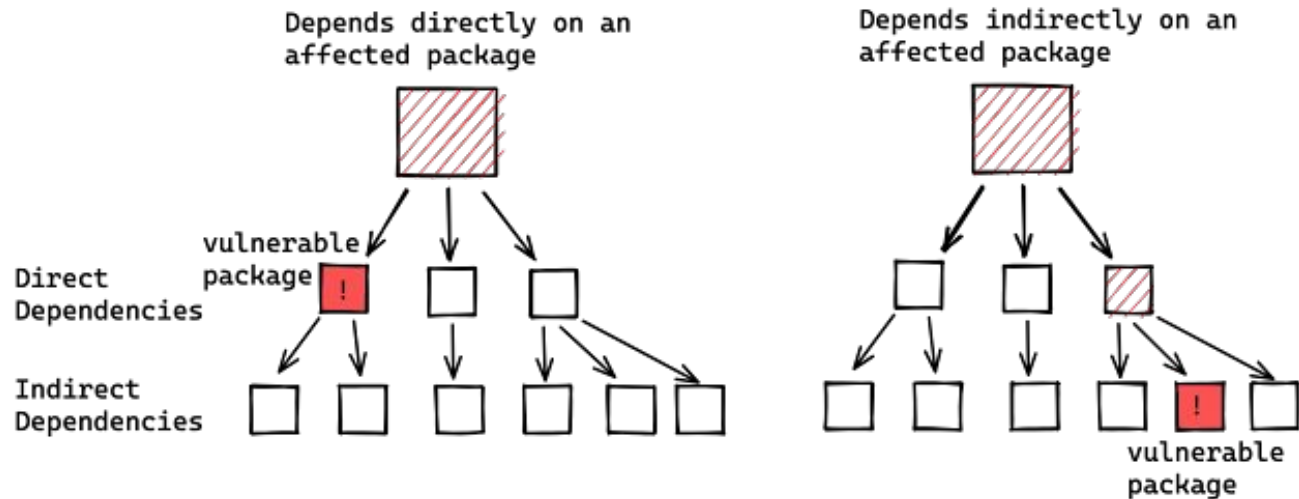 Depends directly on an
affected package
Depends indirectly on an
affected package
vulnerable
package
Direct
Dependencies
!
Indirect
Dependencies
!
vulnerable
package